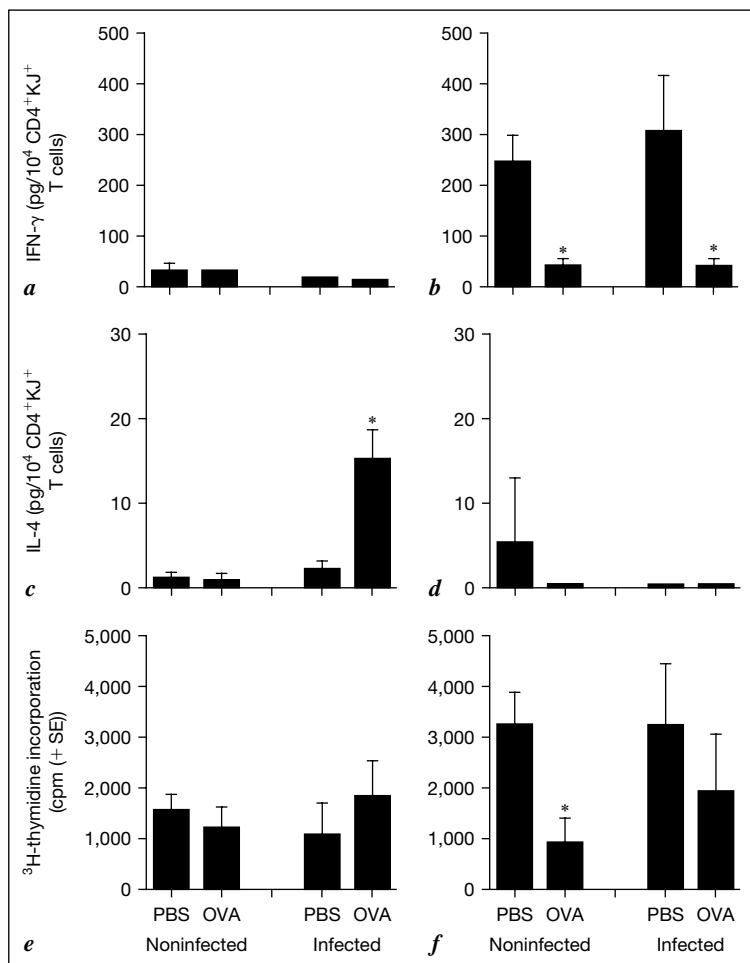 500
400
300
200
100
0
IFN-γ (pg/10⁴ CD4⁺KJ⁺
T cells)
a
500
400
300
200
100
0
*
*
b
30
20
10
0
IL-4 (pg/10⁴ CD4⁺KJ⁺
T cells)
*
c
30
20
10
0
d
5,000
4,000
3,000
2,000
1,000
0
³H-thymidine incorporation
(cpm (+ SE))
PBS OVA PBS OVA
Noninfected Infected
e
5,000
4,000
3,000
2,000
1,000
0
*
PBS OVA PBS OVA
Noninfected Infected
f